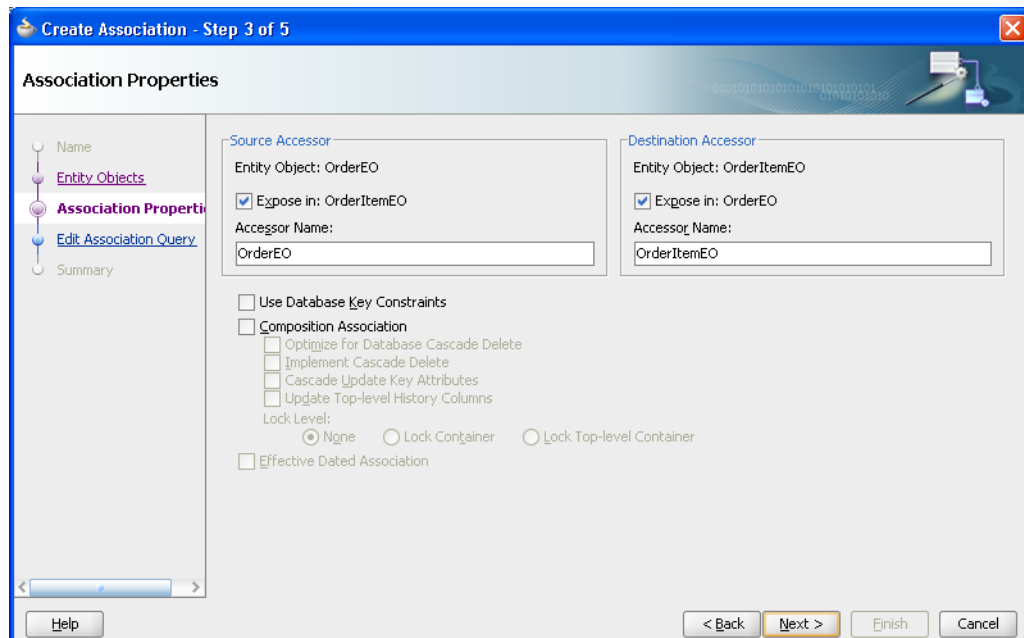 Create Association - Step 3 of 5
Association Properties
Name
Entity Objects
Association Properti
Edit Association Query
Summary
Source Accessor
Entity Object: OrderEO
Expose in: OrderItemEO
Accessor Name:
OrderEO
Destination Accessor
Entity Object: OrderItemEO
Expose in: OrderEO
Accessor Name:
OrderItemEO
Use Database Key Constraints
Composition Association
Optimize for Database Cascade Delete
Implement Cascade Delete
Cascade Update Key Attributes
Update Top-level History Columns
Lock Level:
None Lock Container Lock Top-level Container
Effective Dated Association
Help < Back Next > Finish Cancel